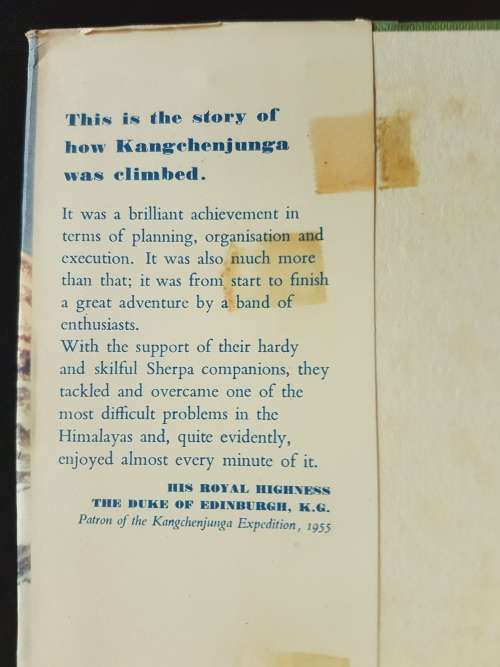 This is the story of
how Kangchenjunga
was climbed.
It was a brilliant achievement in
terms of planning, organisation and
execution. It was also much more
than that; it was from start to finish
a great adventure by a band of
enthusiasts.
With the support of their hardy
and skilful Sherpa companions, they
tackled and overcame one of the
most difficult problems in the
Himalayas and, quite evidently,
enjoyed almost every minute of it.
HIS ROYAL HIGHNESS
THE DUKE OF EDINBURGH, K.G.
Patron of the Kangchenjunga Expedition, 1955